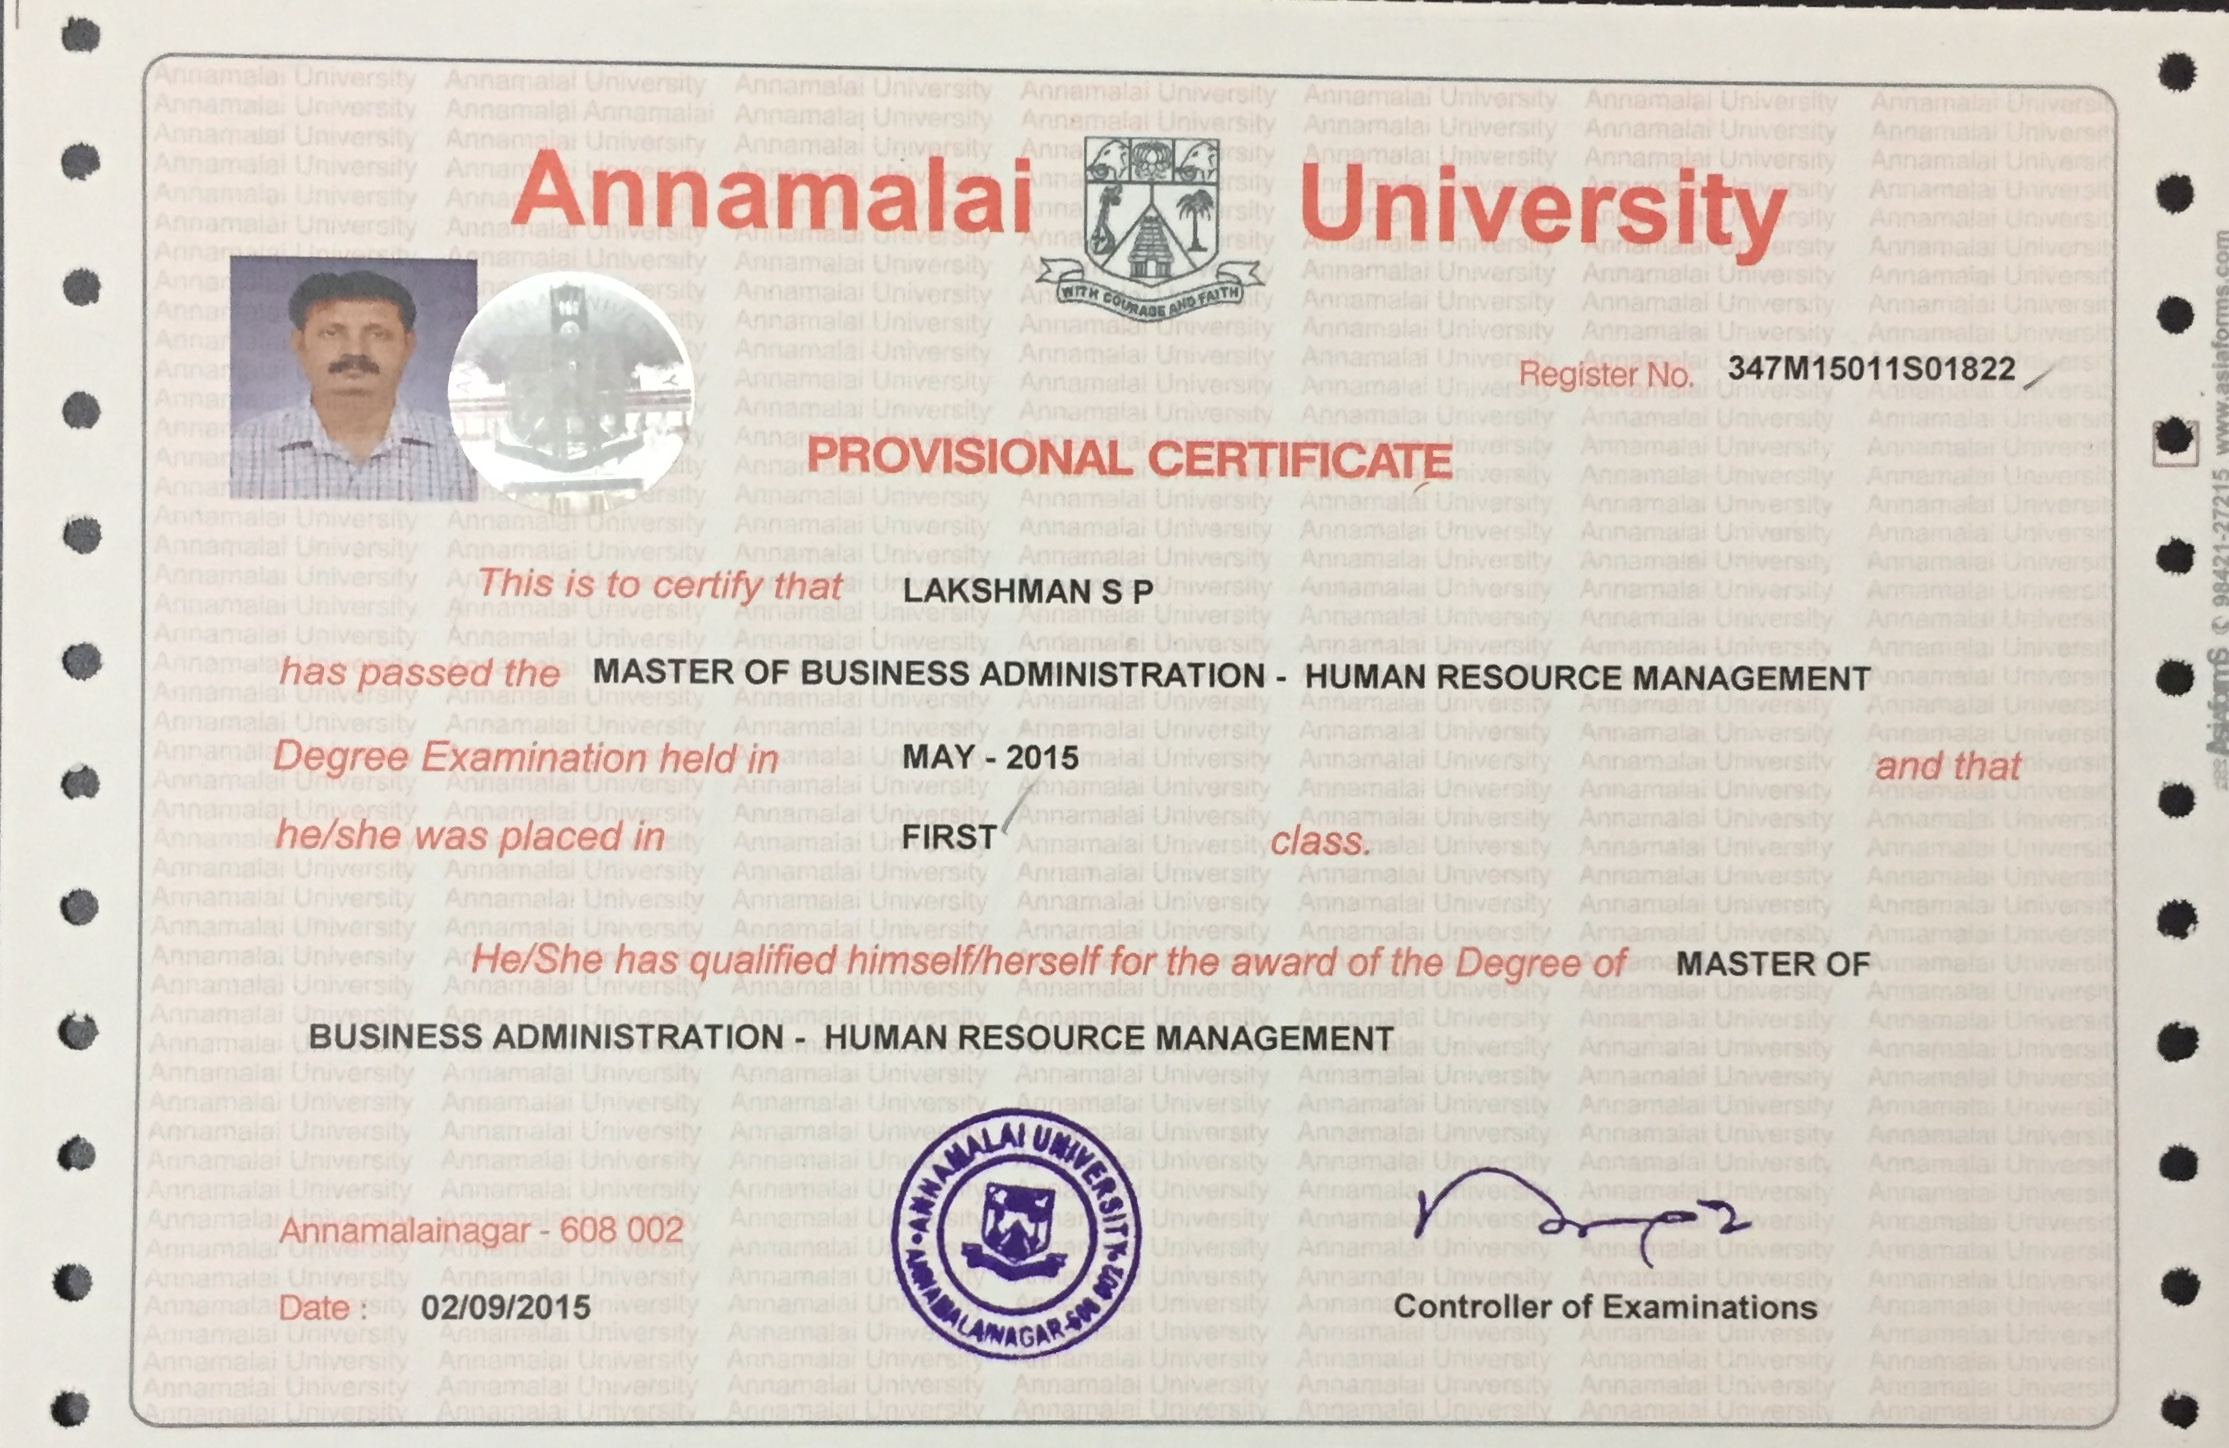 Annamalai University
WITH COURAGE AND FAITH
Register No. 347M15011S01822
PROVISIONAL CERTIFICATE
This is to certify that LAKSHMAN S P
has passed the MASTER OF BUSINESS ADMINISTRATION - HUMAN RESOURCE MANAGEMENT
Degree Examination held in MAY - 2015 and that
he/she was placed in FIRST class.
He/She has qualified himself/herself for the award of the Degree of MASTER OF
BUSINESS ADMINISTRATION - HUMAN RESOURCE MANAGEMENT
ANNAMALAI UNIVERSITY
ANNAMALAINAGAR-608 002
Annamalainagar - 608 002
Date : 02/09/2015
Controller of Examinations
Asiaforms © 98421-27215 www.asiaforms.com